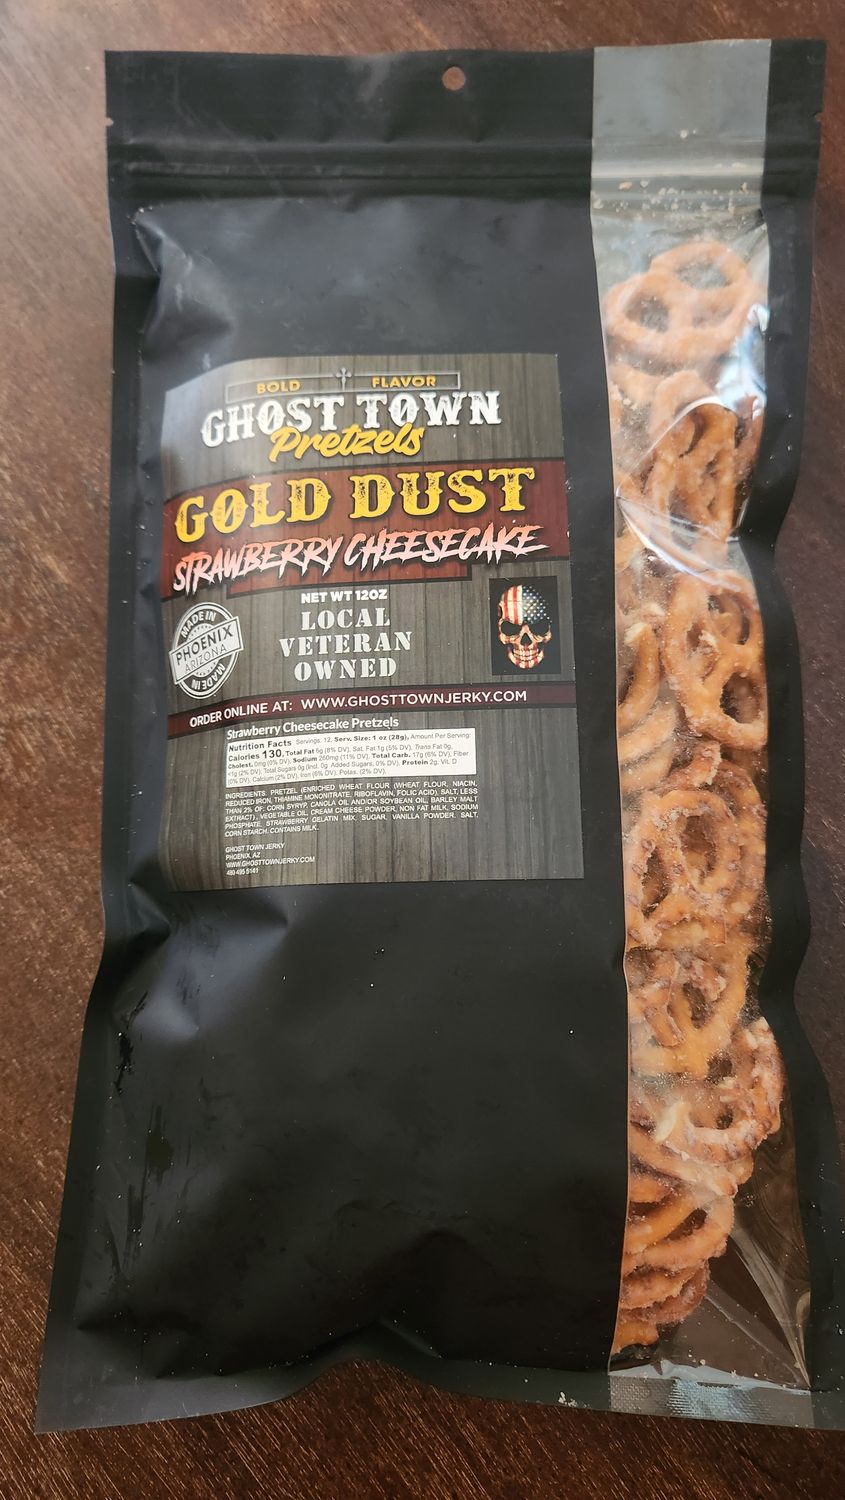 BOLD FLAVOR
GHOST TOWN
Pretzels
GOLD DUST
STRAWBERRY CHEESECAKE
NET WT 12OZ
LOCAL
VETERAN
OWNED
MADE IN
PHOENIX
ARIZONA
MADE IN
ORDER ONLINE AT: WWW.GHOSTTOWNJERKY.COM
Strawberry Cheesecake Pretzels
Nutrition Facts Servings: 12, Serv. Size: 1 oz (28g), Amount Per Serving:
Calories 130, Total Fat 6g (8% DV), Sat. Fat 1g (5% DV), Trans Fat 0g,
Cholest. 0mg (0% DV), Sodium 260mg (11% DV), Total Carb. 17g (6% DV), Fiber
<1g (2% DV), Total Sugars 0g (Incl. 0g Added Sugars, 0% DV), Protein 2g, Vit. D
(0% DV), Calcium (2% DV), Iron (6% DV), Potas. (2% DV).
INGREDIENTS: PRETZEL (ENRICHED WHEAT FLOUR (WHEAT FLOUR, NIACIN,
REDUCED IRON, THIAMINE MONONITRATE, RIBOFLAVIN, FOLIC ACID), SALT, LESS
THAN 2% OF: CORN SYRYP, CANOLA OIL AND/OR SOYBEAN OIL, BARLEY MALT
EXTRACT), VEGETABLE OIL, CREAM CHEESE POWDER, NON FAT MILK, SODIUM
PHOSPHATE, STRAWBERRY GELATIN MIX, SUGAR, VANILLA POWDER, SALT,
CORN STARCH. CONTAINS MILK.
GHOST TOWN JERKY
PHOENIX, AZ
WWW.GHOSTTOWNJERKY.COM
480 495 5141